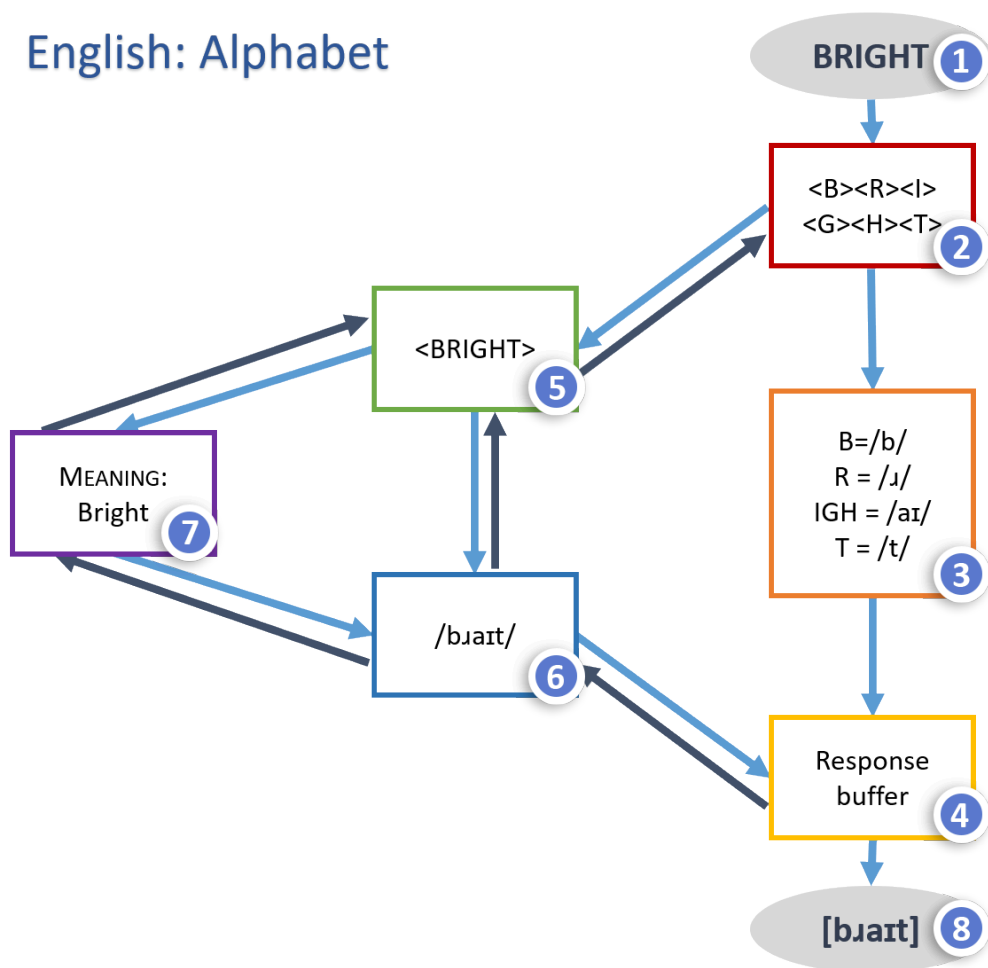 English: Alphabet
BRIGHT
1
<B><R><I>
<G><H><T>
2
<BRIGHT>
5
B=/b/
R = /ɹ/
IGH = /aɪ/
T = /t/
3
MEANING:
Bright
7
/bɹaɪt/
6
Response
buffer
4
[bɹaɪt]
8